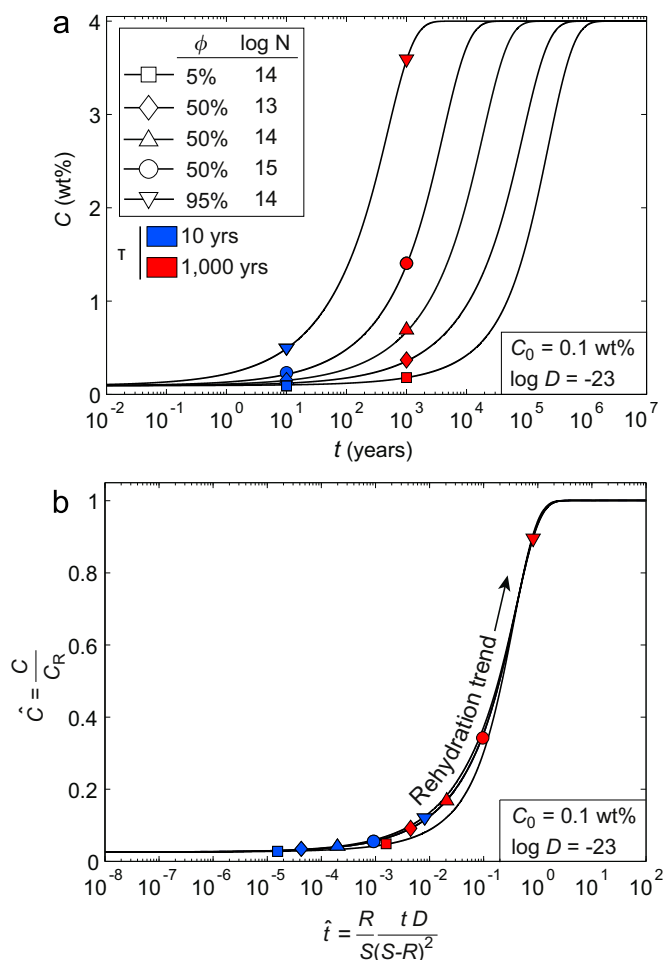 a
C (wt%)
4
3
2
1
0
ϕ log N
5% 14
50% 13
50% 14
50% 15
95% 14
τ
10 yrs
1,000 yrs
C₀ = 0.1 wt%
log D = -23
10⁻² 10⁻¹ 10⁰ 10¹ 10² 10³ 10⁴ 10⁵ 10⁶ 10⁷
t (years)
b
Ĉ = C/C_R
1
0.8
0.6
0.4
0.2
0
Rehydration trend
C₀ = 0.1 wt%
log D = -23
10⁻⁸ 10⁻⁷ 10⁻⁶ 10⁻⁵ 10⁻⁴ 10⁻³ 10⁻² 10⁻¹ 10⁰ 10¹ 10²
t̂ = R/S t D/(S-R)²